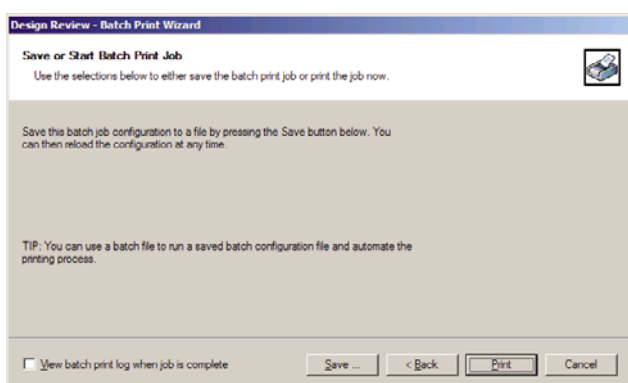 Design Review - Batch Print Wizard
Save or Start Batch Print Job
Use the selections below to either save the batch print job or print the job now.
Save this batch job configuration to a file by pressing the Save button below. You
can then reload the configuration at any time.
TIP: You can use a batch file to run a saved batch configuration file and automate the
printing process.
View batch print log when job is complete
Save ...
< Back
Print
Cancel